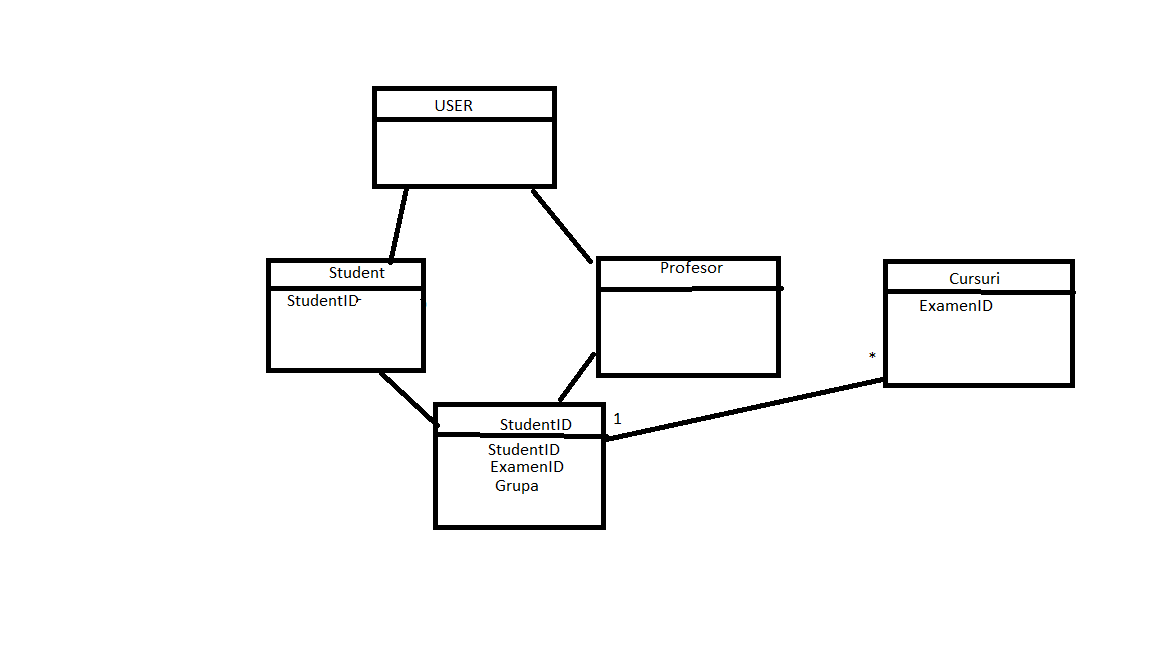 USER
Student
StudentID-
Profesor
Cursuri
ExamenID
*
1
StudentID
StudentID
ExamenID
Grupa